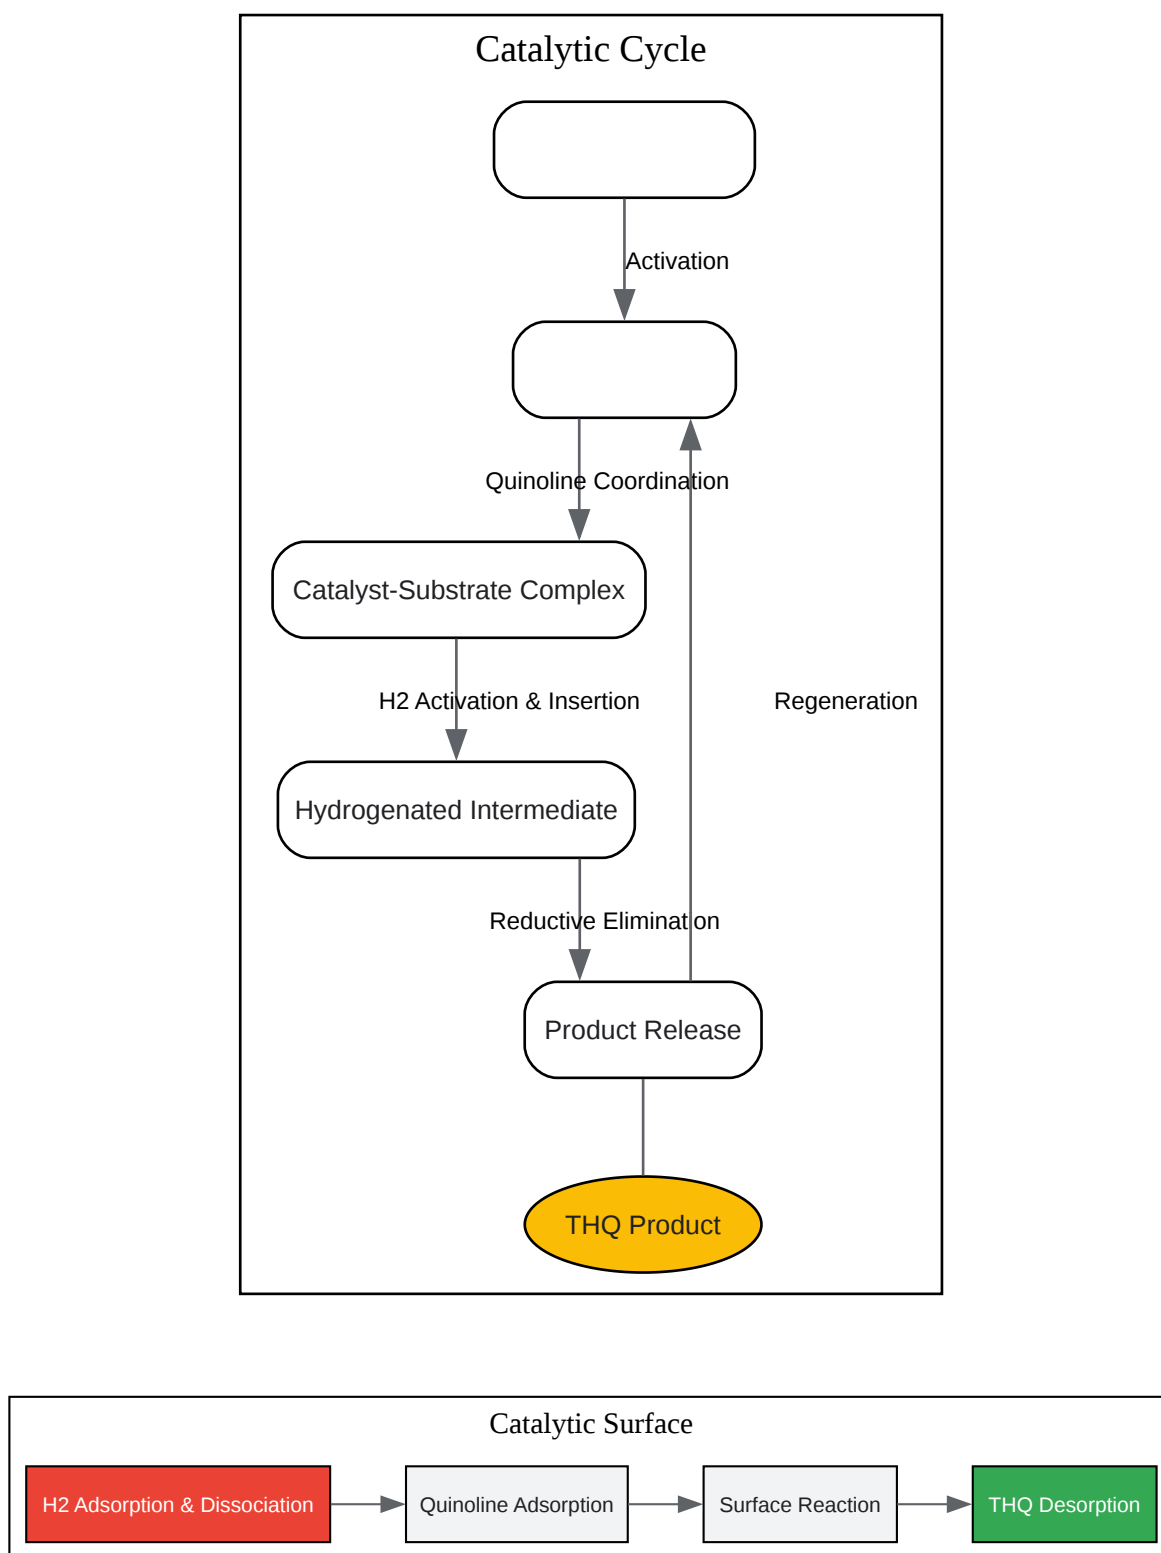 Catalytic Cycle
Activation
Quinoline Coordination
Catalyst-Substrate Complex
H2 Activation & Insertion
Regeneration
Hydrogenated Intermediate
Reductive Elimination
Product Release
THQ Product
Catalytic Surface
H2 Adsorption & Dissociation
Quinoline Adsorption
Surface Reaction
THQ Desorption